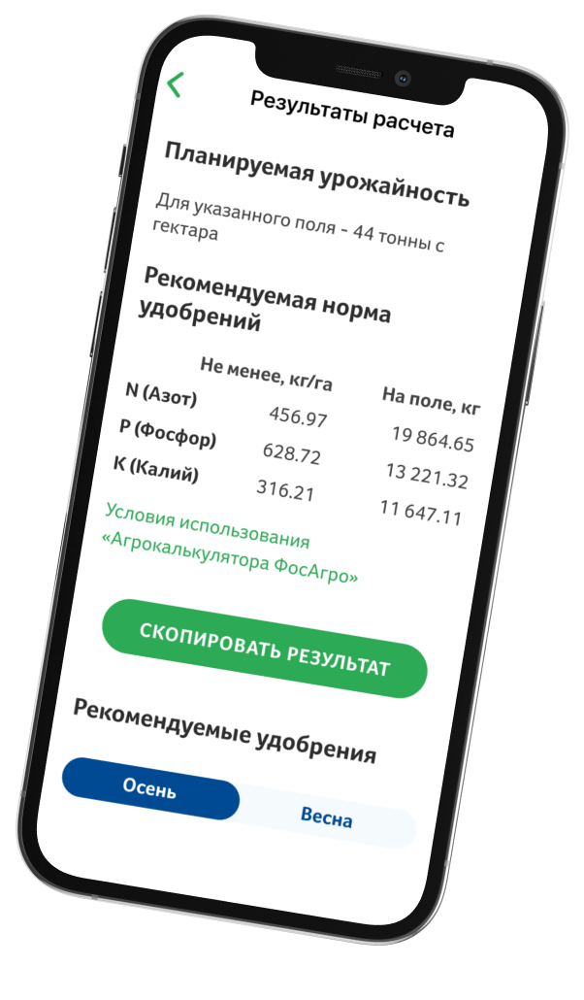 Результаты расчета
Планируемая урожайность
Для указанного поля - 44 тонны с
гектара
Рекомендуемая норма
удобрений
Не менее, кг/га На поле, кг
N (Азот) 456.97 19 864.65
P (Фосфор) 628.72 13 221.32
K (Калий) 316.21 11 647.11
Условия использования
«Агрокалькулятора ФосАгро»
СКОПИРОВАТЬ РЕЗУЛЬТАТ
Рекомендуемые удобрения
Осень Весна